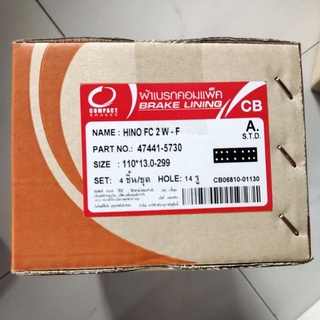 COMPACT
BRAKES
ผ้าเบรกคอมแพ็ค
BRAKE LINING
CB
NAME : HINO FC 2 W - F
A.
S.T.D.
PART NO.: 47441-5730
SIZE : 110*13.0-299
SET: 4 ชิ้น/ชุด HOLE: 14 รู
CB06810-01130